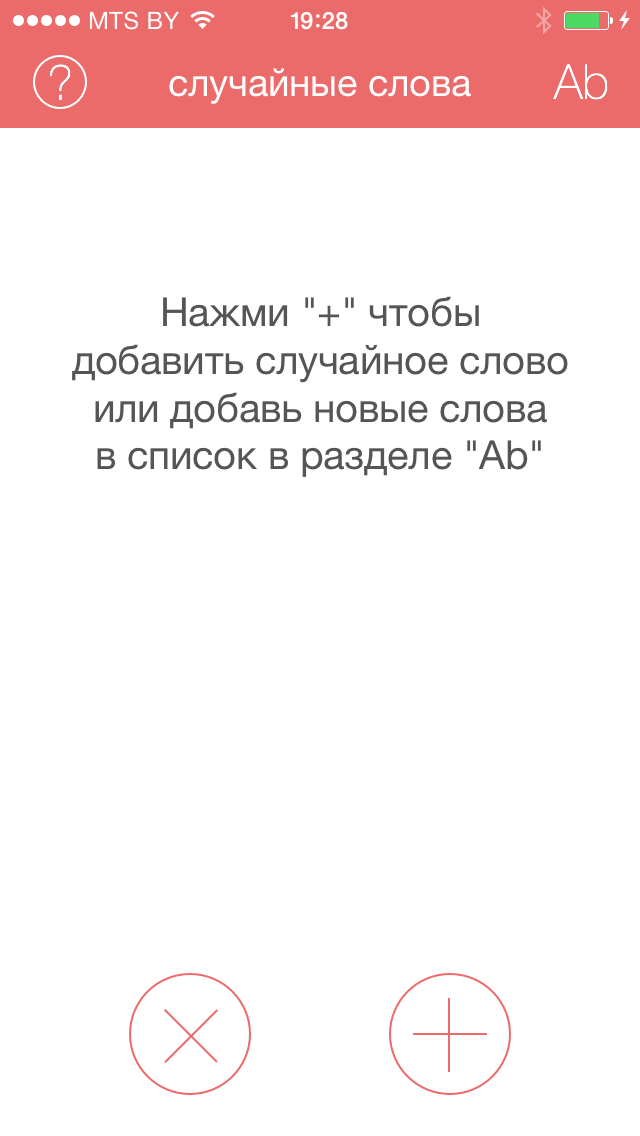 MTS BY 19:28
? случайные слова Ab
Нажми "+" чтобы
добавить случайное слово
или добавь новые слова
в список в разделе "Ab"